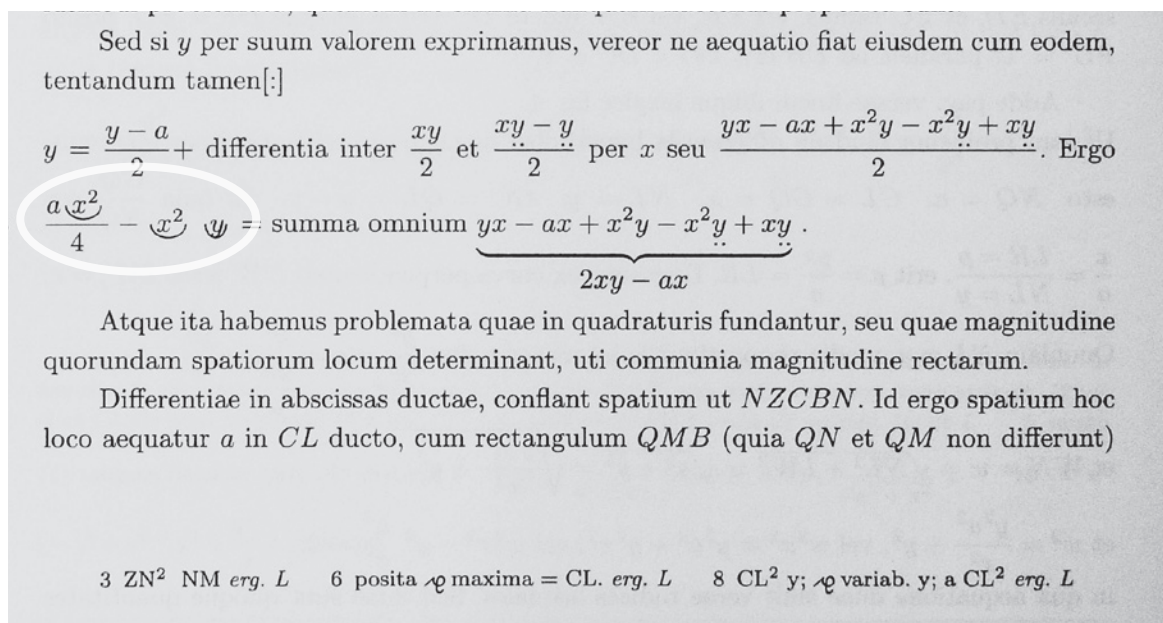 Sed si y per suum valorem exprimamus, vereor ne aequatio fiat eiusdem cum eodem,
tentandum tamen[:]
y = (y − a)/2 + differentia inter xy/2 et (xy̤ − y̤)/2 per x seu (yx − ax + x²y − x²y̤ + xy̤)/2. Ergo
a x²/4 − x² y = summa omnium yx − ax + x²y − x²y̤ + xy̤ .
2xy − ax
Atque ita habemus problemata quae in quadraturis fundantur, seu quae magnitudine
quorundam spatiorum locum determinant, uti communia magnitudine rectarum.
Differentiae in abscissas ductae, conflant spatium ut NZCBN. Id ergo spatium hoc
loco aequatur a in CL ducto, cum rectangulum QMB (quia QN et QM non differunt)
3 ZN² NM erg. L 6 posita maxima = CL. erg. L 8 CL² y; variab. y; a CL² erg. L